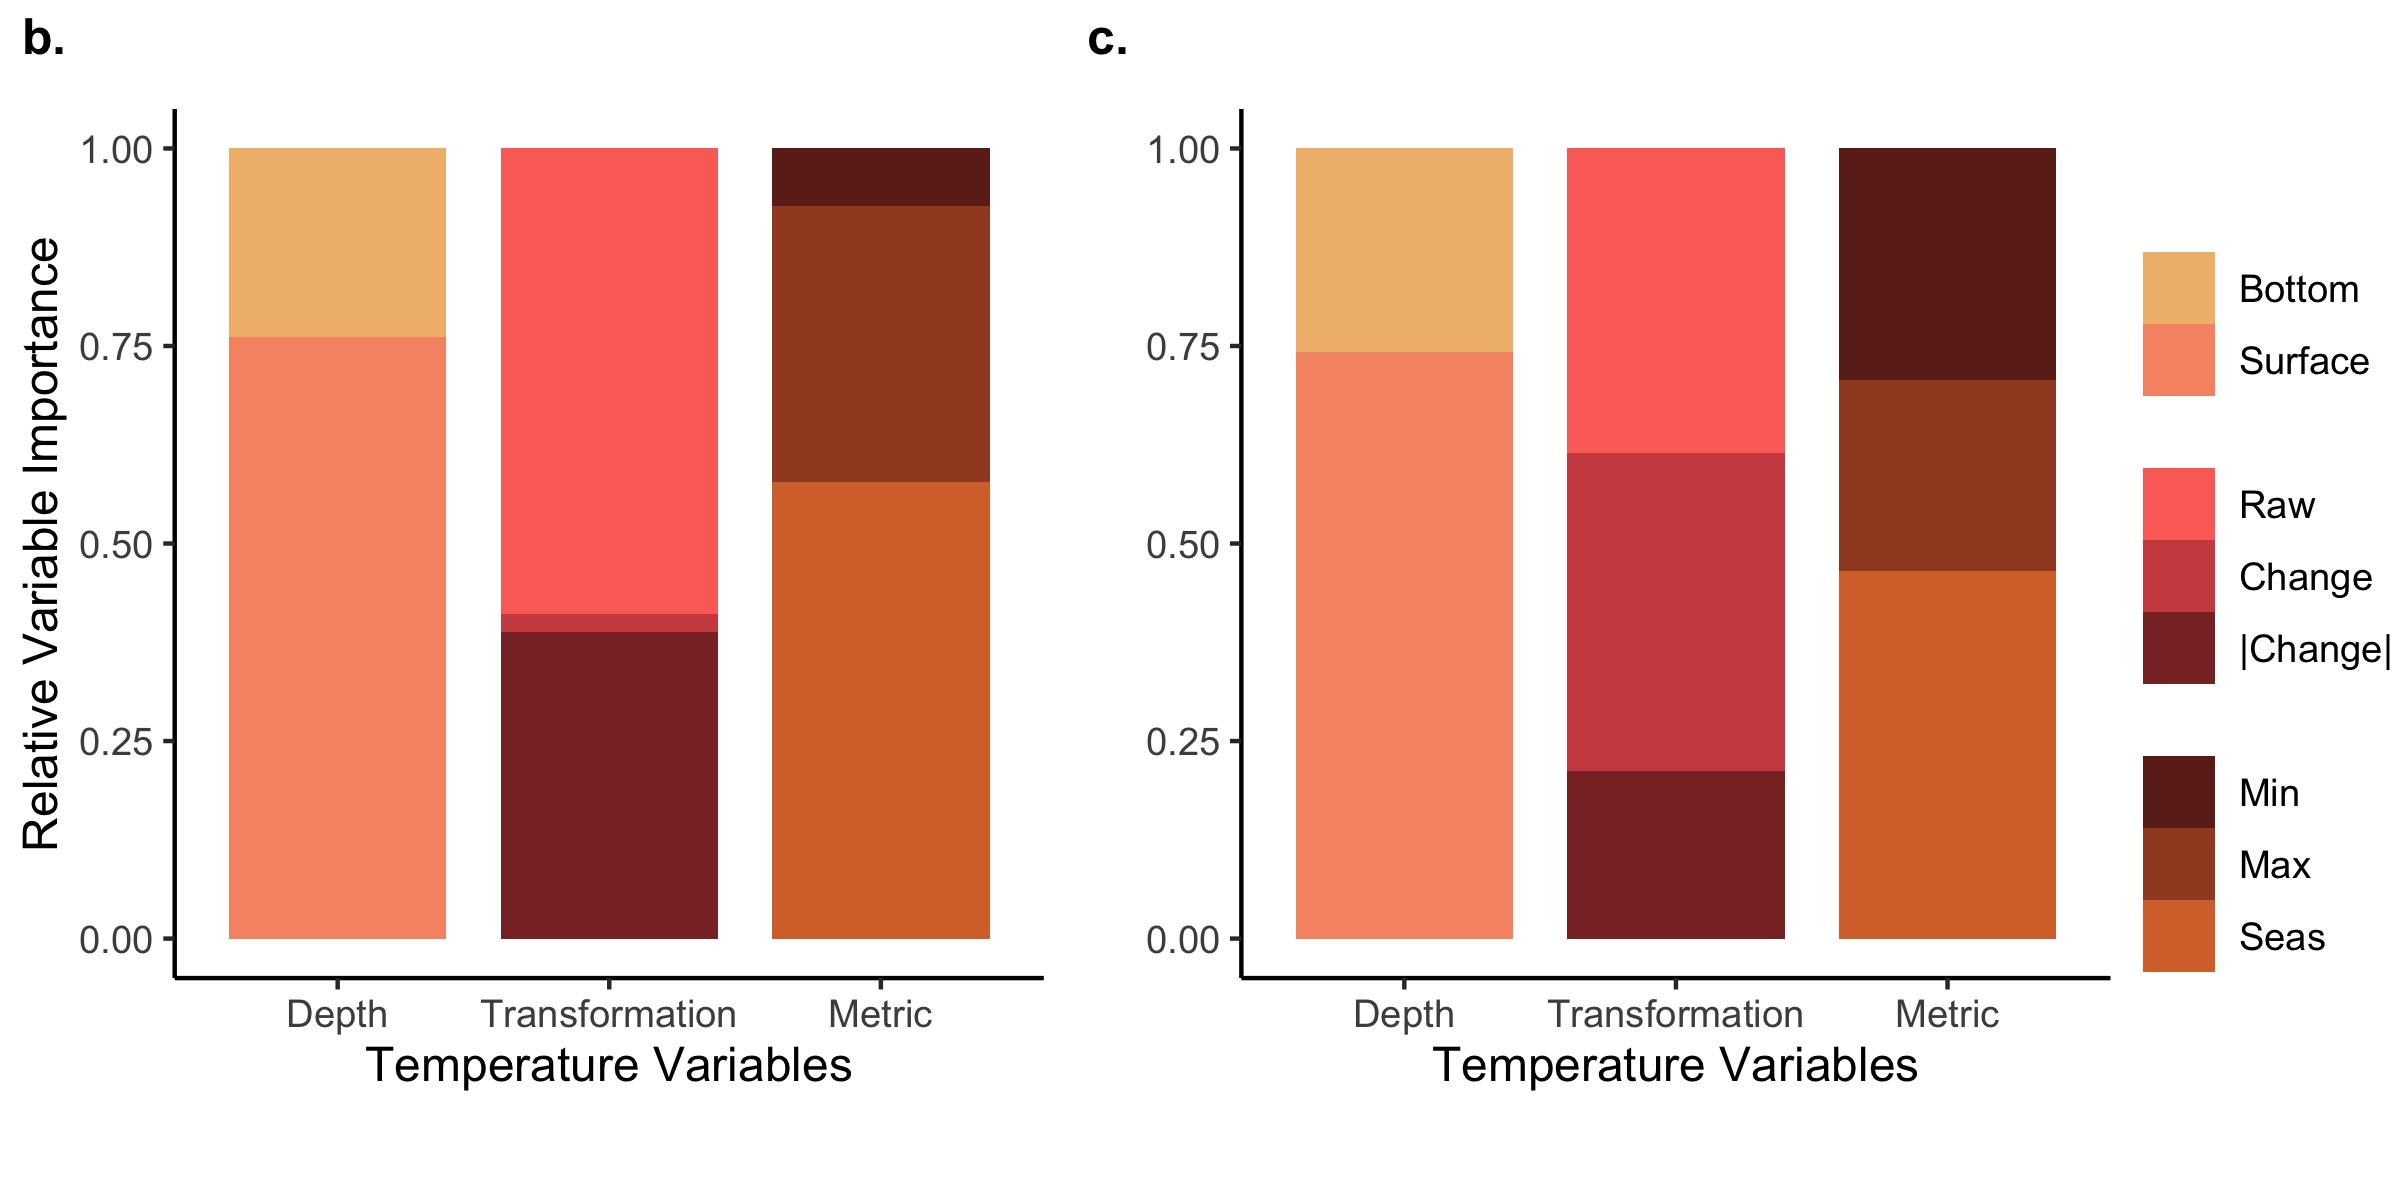 b.
Relative Variable Importance
1.00
0.75
0.50
0.25
0.00
Depth Transformation Metric
Temperature Variables
c.
1.00
0.75
0.50
0.25
0.00
Depth Transformation Metric
Temperature Variables
Bottom
Surface
Raw
Change
|Change|
Min
Max
Seas